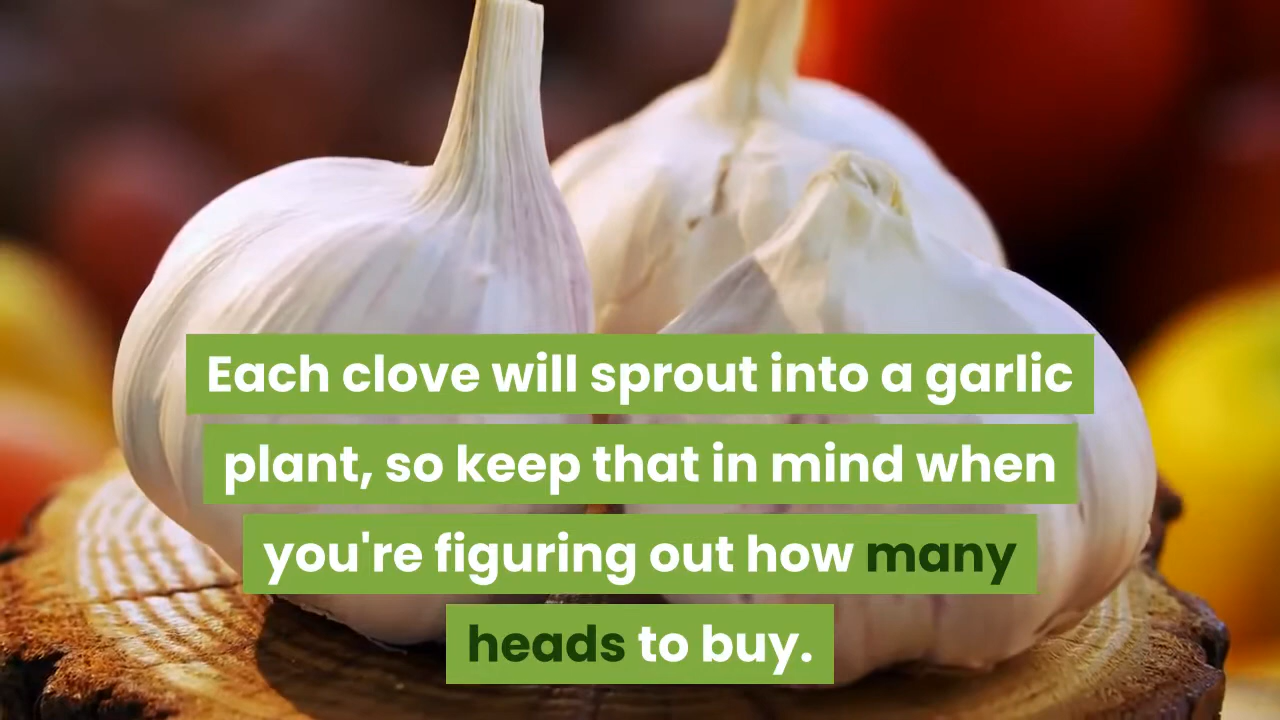 Each clove will sprout into a garlic
plant, so keep that in mind when
you're figuring out how many
heads to buy.